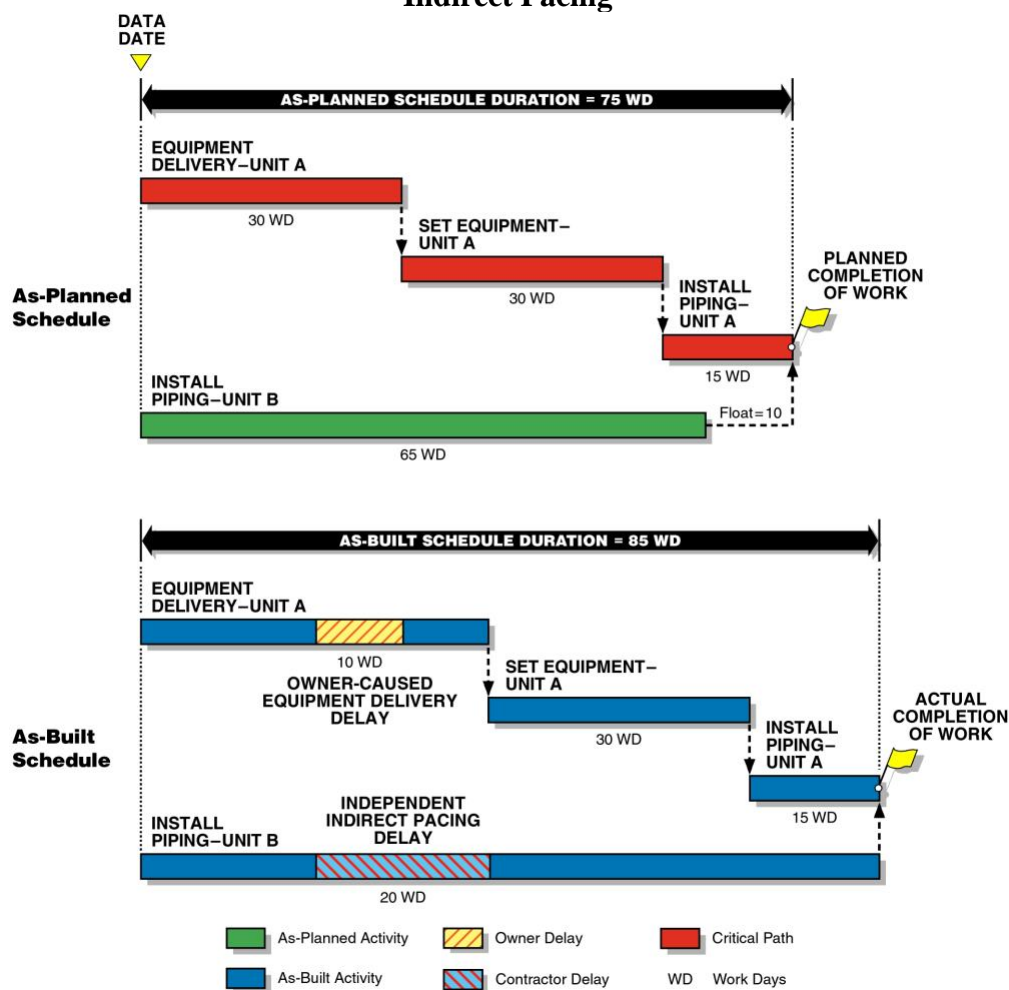 Indirect Pacing
DATA
DATE
AS-PLANNED SCHEDULE DURATION = 75 WD
EQUIPMENT
DELIVERY–UNIT A
30 WD
SET EQUIPMENT–
UNIT A
30 WD
INSTALL
PIPING–
UNIT A
15 WD
PLANNED
COMPLETION
OF WORK
As-Planned
Schedule
INSTALL
PIPING–UNIT B
65 WD
Float=10
AS-BUILT SCHEDULE DURATION = 85 WD
EQUIPMENT
DELIVERY–UNIT A
10 WD
OWNER-CAUSED
EQUIPMENT DELIVERY
DELAY
SET EQUIPMENT–
UNIT A
30 WD
INSTALL
PIPING–
UNIT A
15 WD
ACTUAL
COMPLETION
OF WORK
As-Built
Schedule
INSTALL
PIPING–UNIT B
INDEPENDENT
INDIRECT PACING
DELAY
20 WD
As-Planned Activity
Owner Delay
Critical Path
As-Built Activity
Contractor Delay
WD Work Days